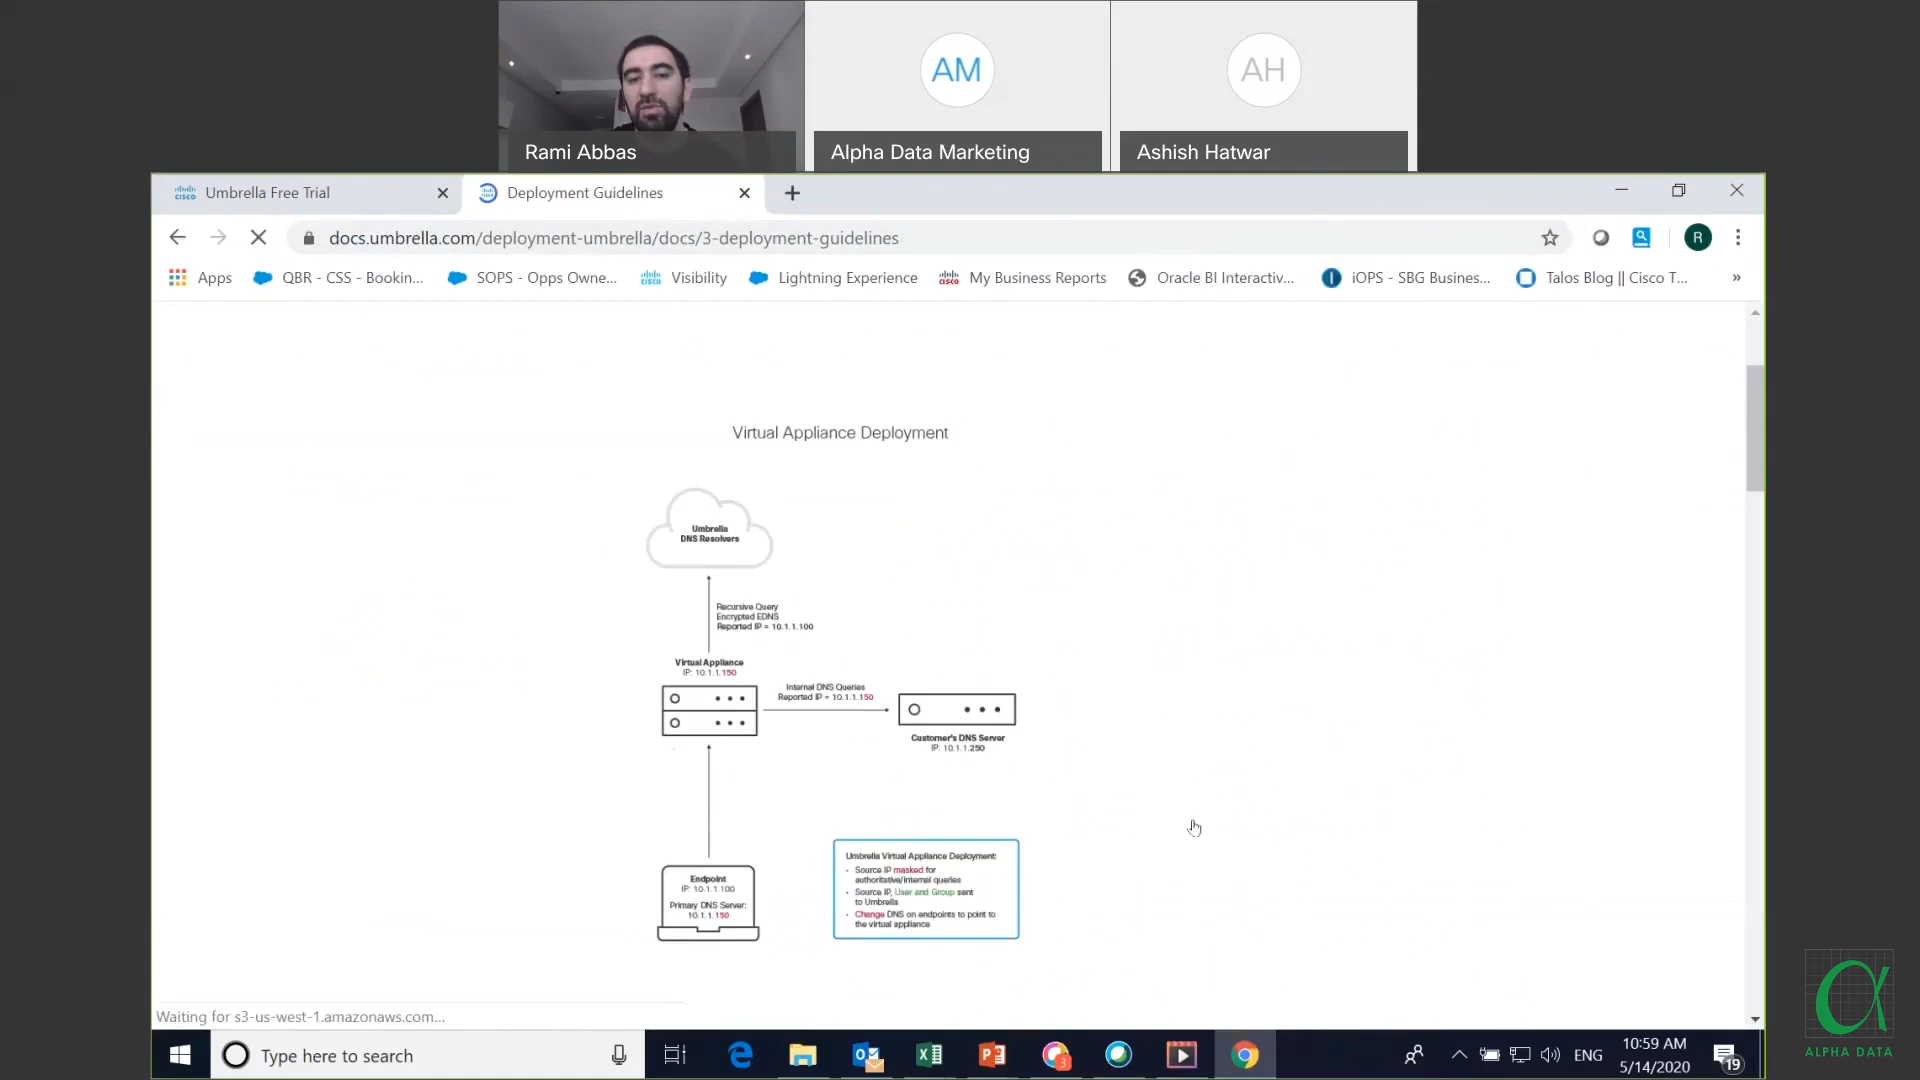 AM
AH
Rami Abbas
Alpha Data Marketing
Ashish Hatwar
cisco
Umbrella Free Trial
Deployment Guidelines
docs.umbrella.com/deployment-umbrella/docs/3-deployment-guidelines
R
Apps
QBR - CSS - Bookin...
SOPS - Opps Owne...
cisco
Visibility
Lightning Experience
cisco
My Business Reports
Oracle BI Interactiv...
I
iOPS - SBG Busines...
Talos Blog || Cisco T...
»
Virtual Appliance Deployment
Umbrella
DNS Resolvers
Recursive Query
Encrypted EDNS
Reported IP = 10.1.1.100
Virtual Appliance
IP: 10.1.1.150
Internal DNS Queries
Reported IP = 10.1.1.150
Customer's DNS Server
IP: 10.1.1.250
Endpoint
IP: 10.1.1.100
Primary DNS Server:
10.1.1.150
Umbrella Virtual Appliance Deployment:
- Source IP masked for
authoritative/internal queries
- Source IP, User and Group sent
to Umbrella
- Change DNS on endpoints to point to
the virtual appliance
Waiting for s3-us-west-1.amazonaws.com...
Type here to search
3
ENG
10:59 AM
5/14/2020
19
ALPHA DATA